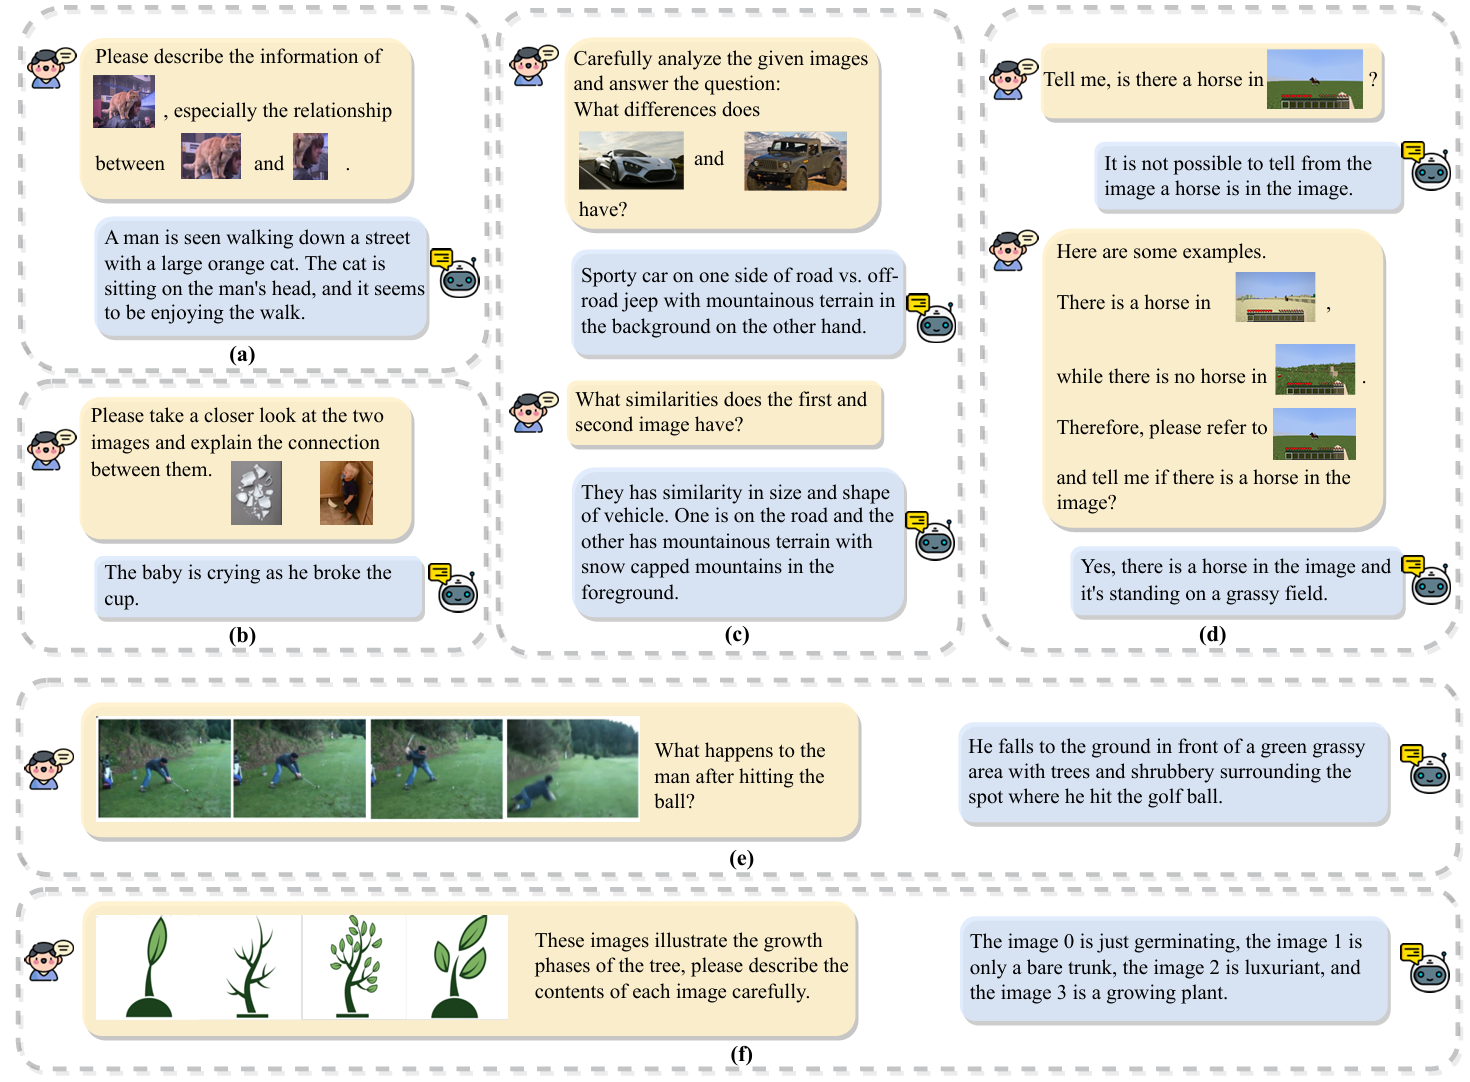 Please describe the information of
, especially the relationship
between and .
A man is seen walking down a street
with a large orange cat. The cat is
sitting on the man's head, and it seems
to be enjoying the walk.
(a)
Please take a closer look at the two
images and explain the connection
between them.
The baby is crying as he broke the
cup.
(b)
Carefully analyze the given images
and answer the question:
What differences does
and
have?
Sporty car on one side of road vs. off-
road jeep with mountainous terrain in
the background on the other hand.
What similarities does the first and
second image have?
They has similarity in size and shape
of vehicle. One is on the road and the
other has mountainous terrain with
snow capped mountains in the
foreground.
(c)
Tell me, is there a horse in ?
It is not possible to tell from the
image a horse is in the image.
Here are some examples.
There is a horse in ,
while there is no horse in .
Therefore, please refer to
and tell me if there is a horse in the
image?
Yes, there is a horse in the image and
it's standing on a grassy field.
(d)
What happens to the
man after hitting the
ball?
He falls to the ground in front of a green grassy
area with trees and shrubbery surrounding the
spot where he hit the golf ball.
(e)
These images illustrate the growth
phases of the tree, please describe the
contents of each image carefully.
The image 0 is just germinating, the image 1 is
only a bare trunk, the image 2 is luxuriant, and
the image 3 is a growing plant.
(f)